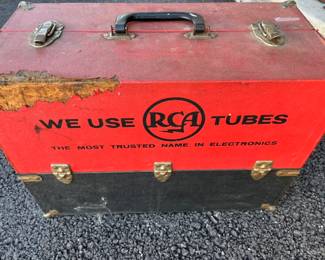 WE USE RCA TUBES
THE MOST TRUSTED NAME IN ELECTRONICS